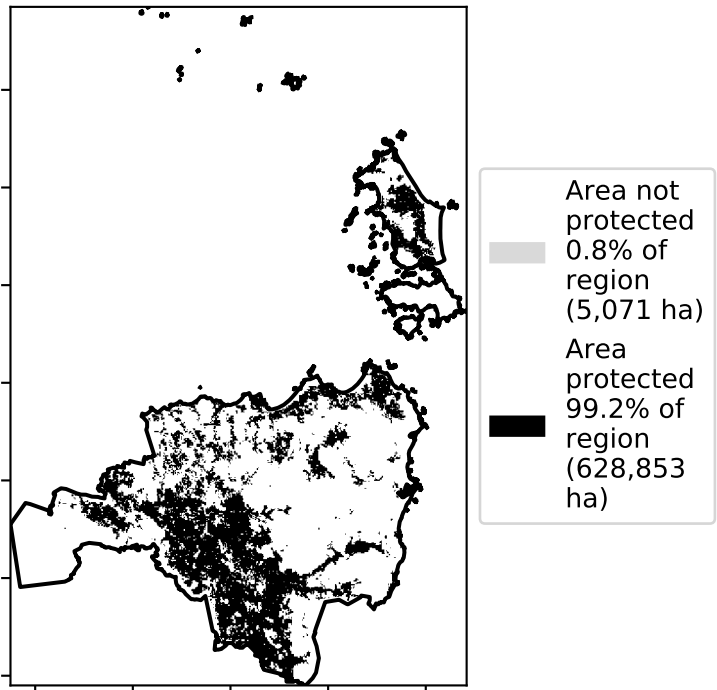 Area not
protected
0.8% of
region
(5,071 ha)
Area
protected
99.2% of
region
(628,853
ha)